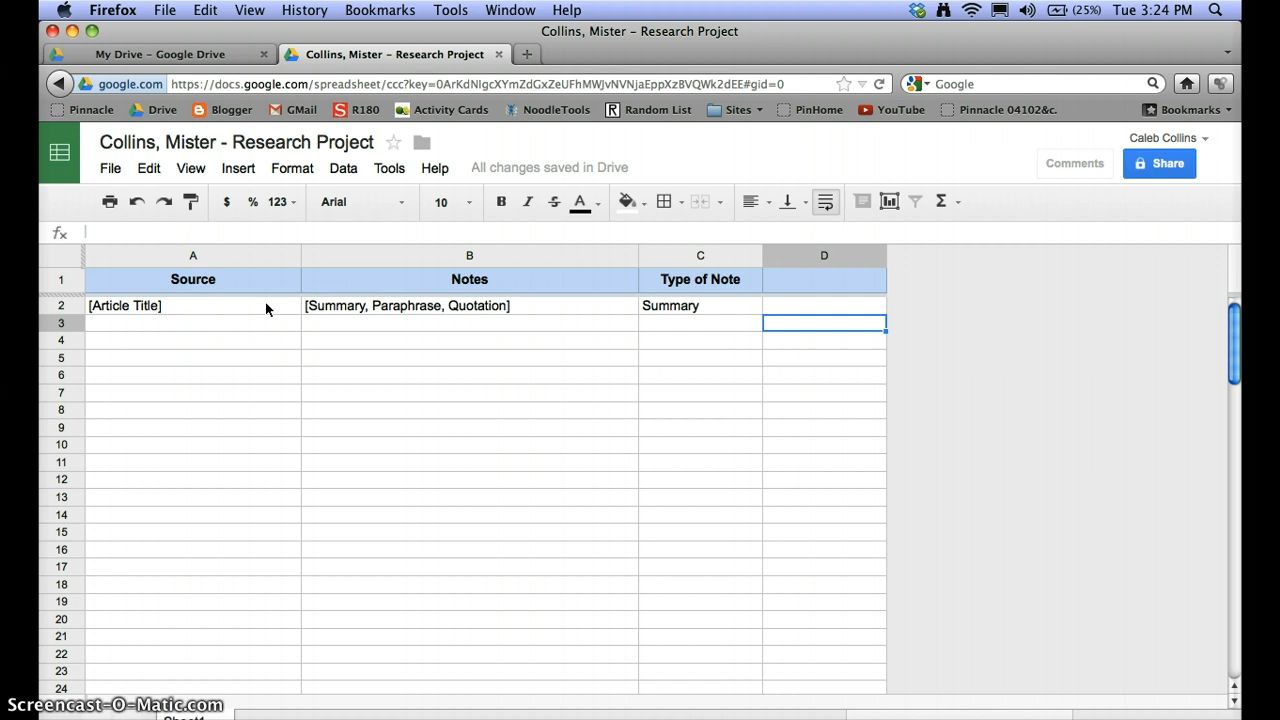 Firefox File Edit View History Bookmarks Tools Window Help (25%) Tue 3:24 PM
Collins, Mister – Research Project
My Drive – Google Drive Collins, Mister – Research Project
google.com https://docs.google.com/spreadsheet/ccc?key=0ArKdNIgcXYmZdGxZeUFhMWJvNVNjaEppXzBVQWk2dEE#gid=0 Google
Pinnacle Drive Blogger GMail R180 Activity Cards NoodleTools Random List Sites PinHome YouTube Pinnacle 04102&c. Bookmarks
Collins, Mister - Research Project Caleb Collins
File Edit View Insert Format Data Tools Help All changes saved in Drive Comments Share
$ % 123 Arial 10 B I S A Σ
fx
A B C D
1 Source Notes Type of Note
2 [Article Title] [Summary, Paraphrase, Quotation] Summary
3
4
5
6
7
8
9
10
11
12
13
14
15
16
17
18
19
20
21
22
23
24
Screencast-O-Matic.com
Sheet1